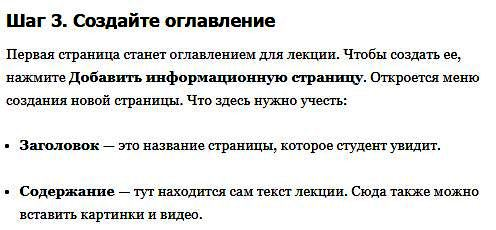 Шаг 3. Создайте оглавление
Первая страница станет оглавлением для лекции. Чтобы создать ее,
нажмите Добавить информационную страницу. Откроется меню
создания новой страницы. Что здесь нужно учесть:
• Заголовок — это название страницы, которое студент увидит.
• Содержание — тут находится сам текст лекции. Сюда также можно
вставить картинки и видео.